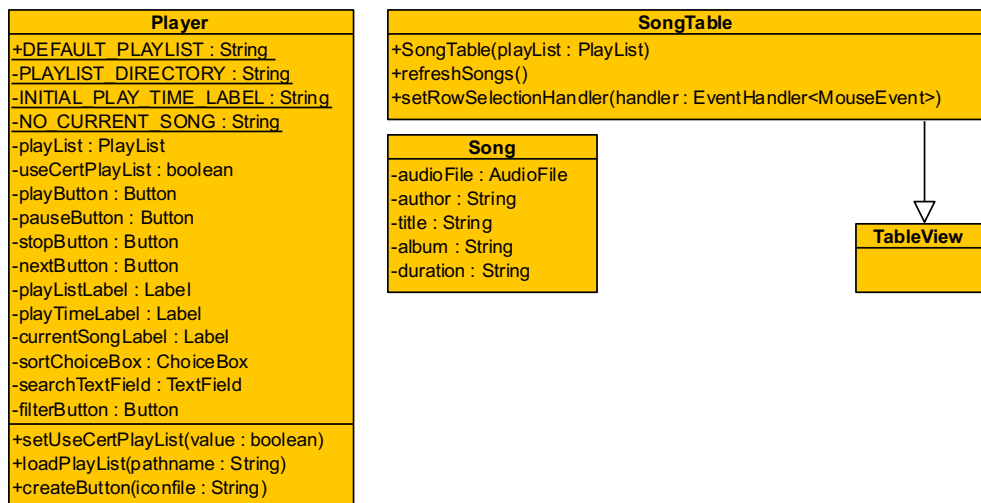 Player
+DEFAULT_PLAYLIST : String
-PLAYLIST_DIRECTORY : String
-INITIAL_PLAY_TIME_LABEL : String
-NO_CURRENT_SONG : String
-playList : PlayList
-useCertPlayList : boolean
-playButton : Button
-pauseButton : Button
-stopButton : Button
-nextButton : Button
-playListLabel : Label
-playTimeLabel : Label
-currentSongLabel : Label
-sortChoiceBox : ChoiceBox
-searchTextField : TextField
-filterButton : Button
+setUseCertPlayList(value : boolean)
+loadPlayList(pathname : String)
+createButton(iconfile : String)
SongTable
+SongTable(playList : PlayList)
+refreshSongs()
+setRowSelectionHandler(handler : EventHandler<MouseEvent>)
Song
-audioFile : AudioFile
-author : String
-title : String
-album : String
-duration : String
TableView